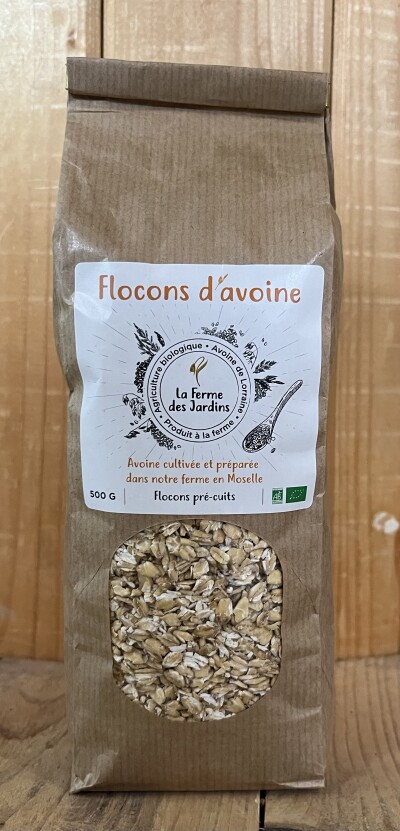 Flocons d'avoine
Agriculture biologique • Avoine de Lorraine • Produit à la ferme •
La Ferme
des Jardins
Avoine cultivée et préparée
dans notre ferme en Moselle
500 G
Flocons pré-cuits
AB